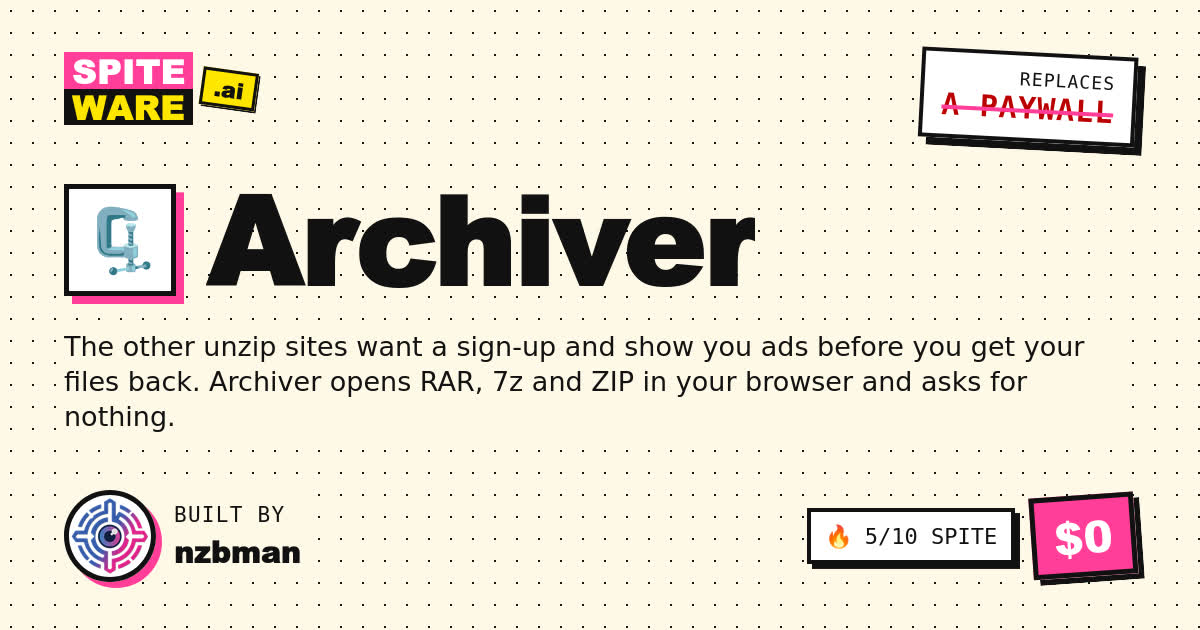 SPITE
WARE
.ai
REPLACES
A PAYWALL
Archiver
The other unzip sites want a sign-up and show you ads before you get your
files back. Archiver opens RAR, 7z and ZIP in your browser and asks for
nothing.
BUILT BY
nzbman
🔥 5/10 SPITE
$0